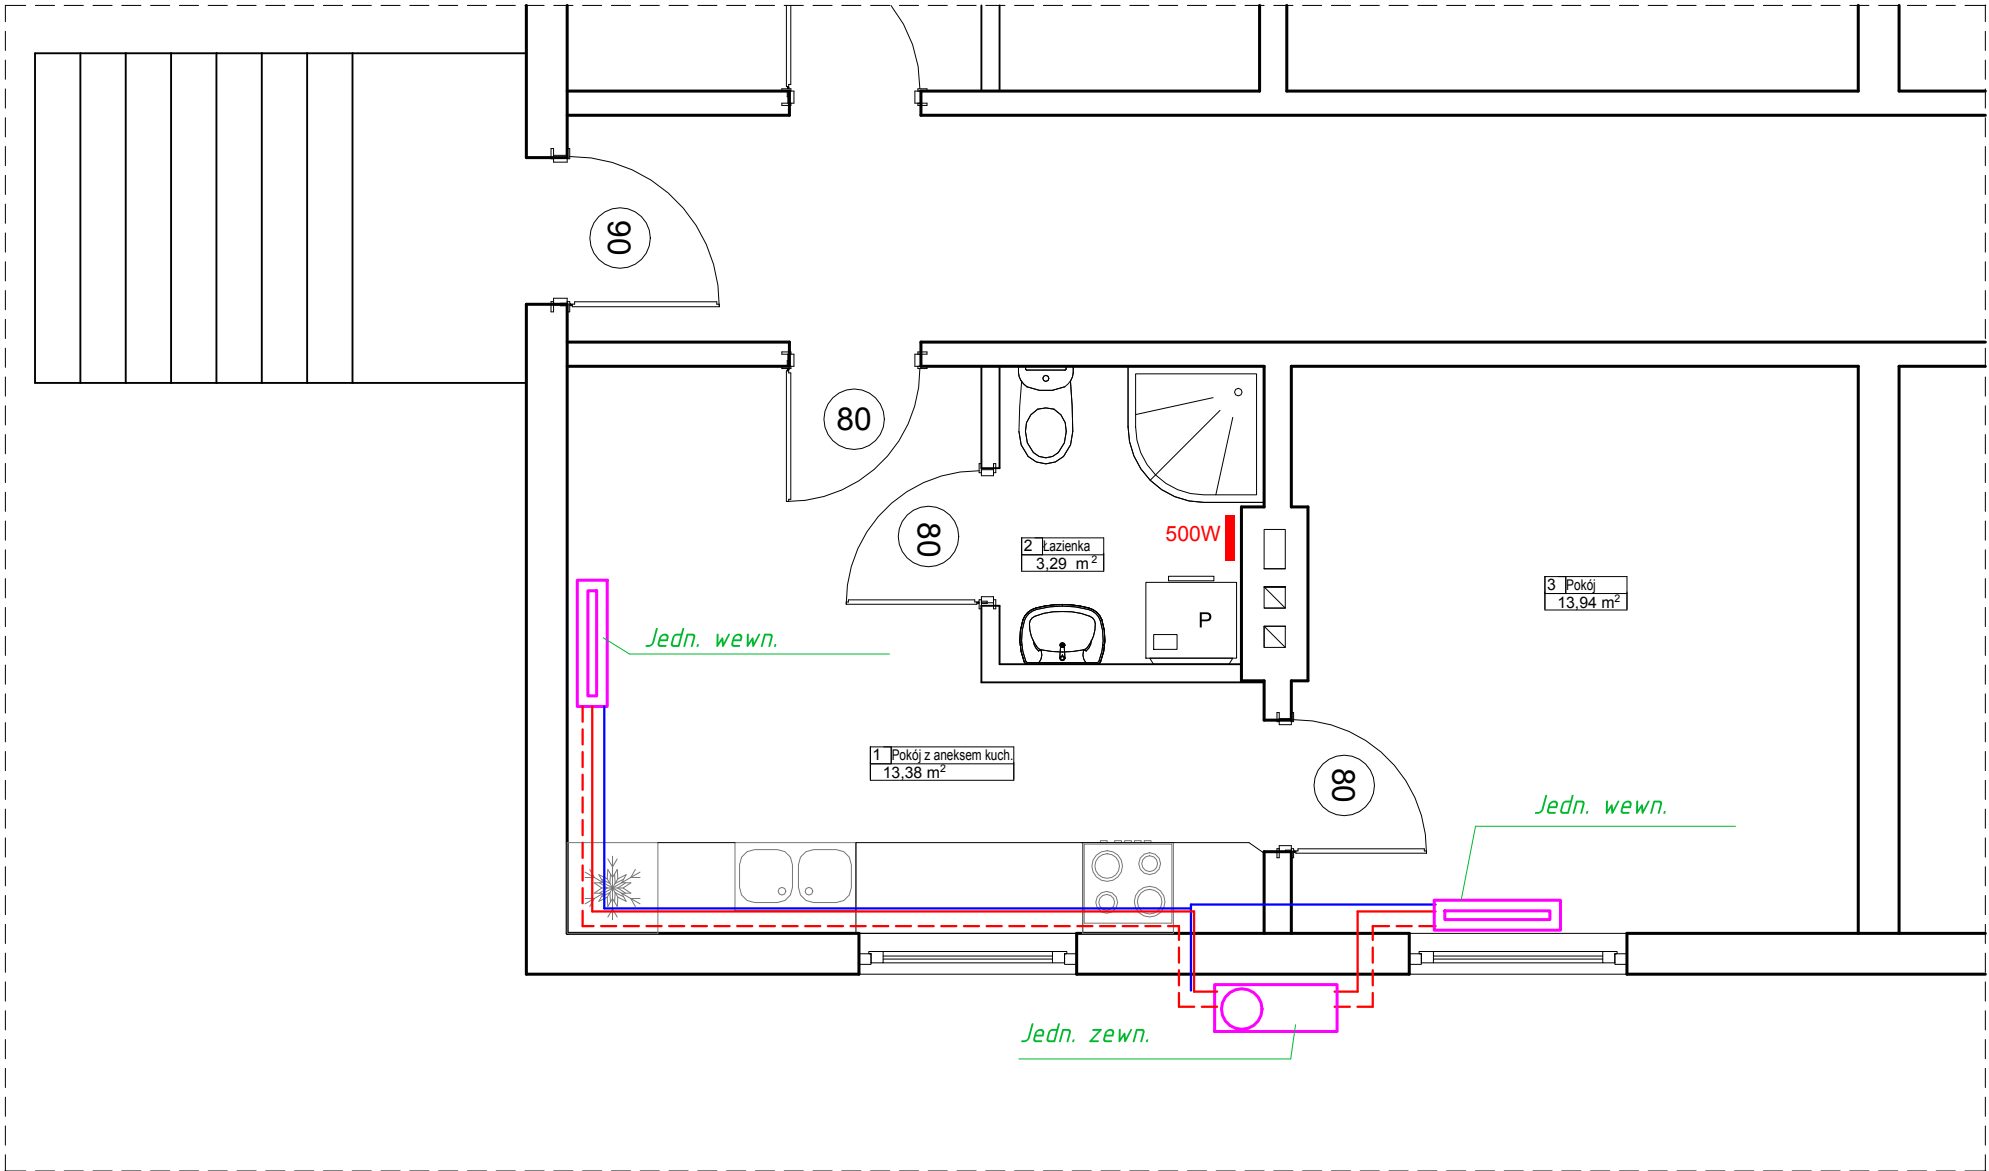 90
80
80
500W
2 Łazienka
3,29 m²
P
3 Pokój
13,94 m²
Jedn. wewn.
1 Pokój z aneksem kuch.
13,38 m²
80
Jedn. wewn.
Jedn. zewn.